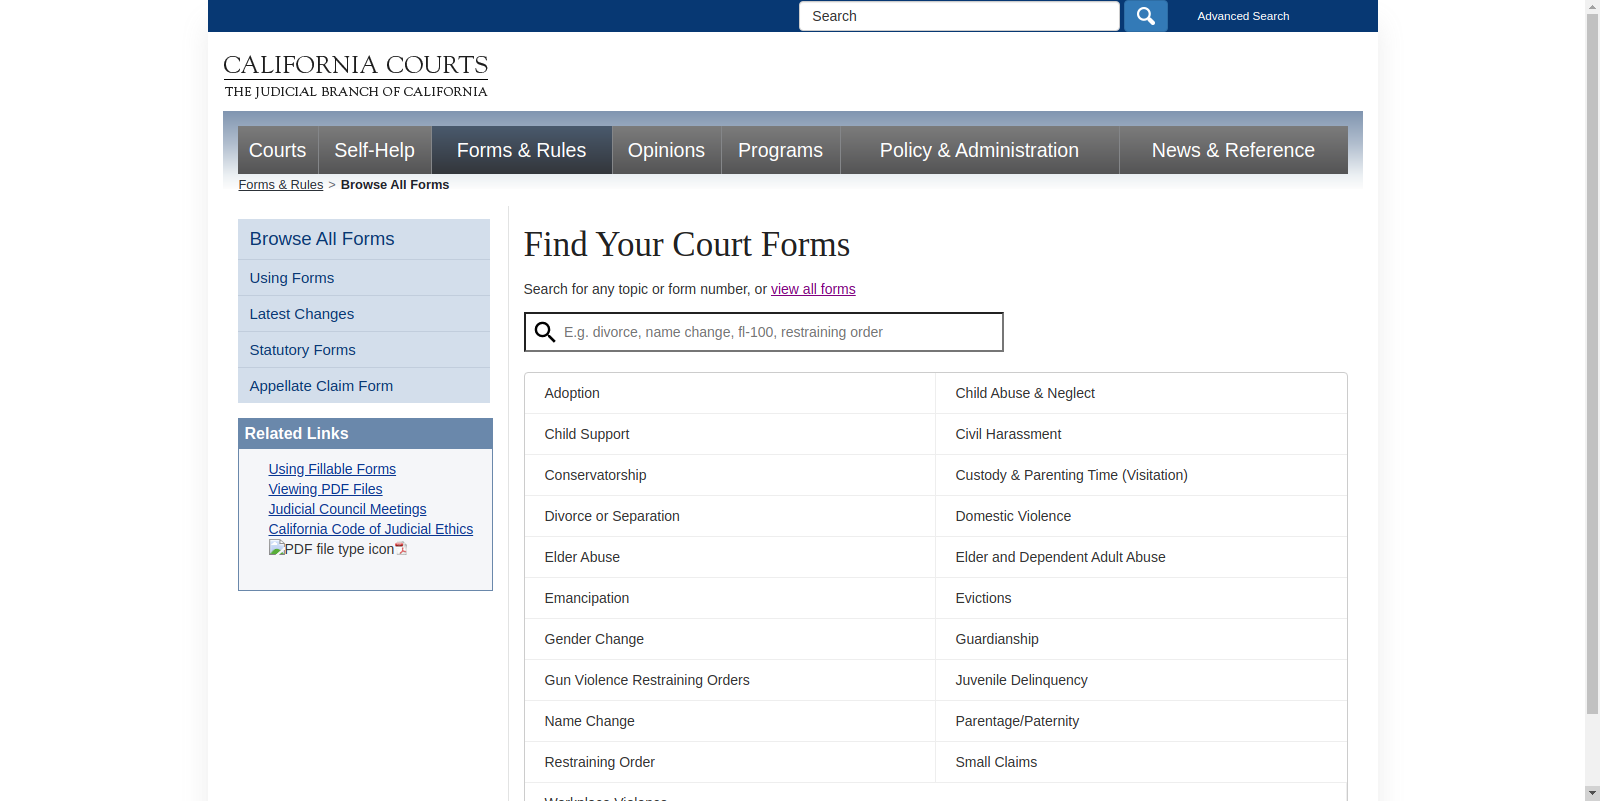 Search
Advanced Search
CALIFORNIA COURTS
THE JUDICIAL BRANCH OF CALIFORNIA
Courts Self-Help Forms & Rules Opinions Programs Policy & Administration News & Reference
Forms & Rules > Browse All Forms
Browse All Forms
Using Forms
Latest Changes
Statutory Forms
Appellate Claim Form
Related Links
Using Fillable Forms
Viewing PDF Files
Judicial Council Meetings
California Code of Judicial Ethics
PDF file type icon
Find Your Court Forms
Search for any topic or form number, or view all forms
E.g. divorce, name change, fl-100, restraining order
Adoption Child Abuse & Neglect
Child Support Civil Harassment
Conservatorship Custody & Parenting Time (Visitation)
Divorce or Separation Domestic Violence
Elder Abuse Elder and Dependent Adult Abuse
Emancipation Evictions
Gender Change Guardianship
Gun Violence Restraining Orders Juvenile Delinquency
Name Change Parentage/Paternity
Restraining Order Small Claims
Workplace Violence